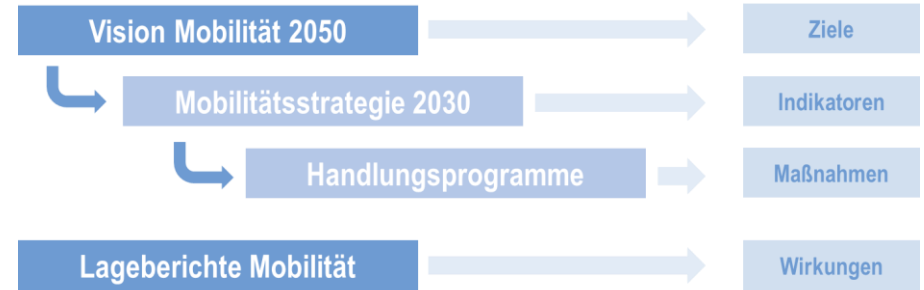 Vision Mobilität 2050
Ziele
Mobilitätsstrategie 2030
Indikatoren
Handlungsprogramme
Maßnahmen
Lageberichte Mobilität
Wirkungen